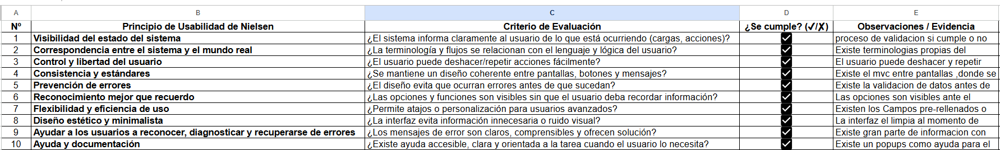 A B C D E
Nº Principio de Usabilidad de Nielsen Criterio de Evaluación ¿Se cumple? (✓/✗) Observaciones / Evidencia
1 Visibilidad del estado del sistema ¿El sistema informa claramente al usuario de lo que está ocurriendo (cargas, acciones)? ✓ proceso de validacion si cumple o no
2 Correspondencia entre el sistema y el mundo real ¿La terminología y flujos se relacionan con el lenguaje y lógica del usuario? ✓ Existe terminologias propias del
3 Control y libertad del usuario ¿El usuario puede deshacer/repetir acciones fácilmente? ✓ El usuario puede deshacer y repetir
4 Consistencia y estándares ¿Se mantiene un diseño coherente entre pantallas, botones y mensajes? ✓ Existe el mvc entre pantallas ,donde se
5 Prevención de errores ¿El diseño evita que ocurran errores antes de que sucedan? ✓ Existe la validacion de datos antes de
6 Reconocimiento mejor que recuerdo ¿Las opciones y funciones son visibles sin que el usuario deba recordar información? ✓ Las opciones son visibles ante el
7 Flexibilidad y eficiencia de uso ¿Permite atajos o personalización para usuarios avanzados? ✓ Existen los Campos pre-rellenados o
8 Diseño estético y minimalista ¿La interfaz evita información innecesaria o ruido visual? ✓ La interfaz el limpia al momento de
9 Ayudar a los usuarios a reconocer, diagnosticar y recuperarse de errores ¿Los mensajes de error son claros, comprensibles y ofrecen solución? ✓ Existe gran parte de informacion con
10 Ayuda y documentación ¿Existe ayuda accesible, clara y orientada a la tarea cuando el usuario lo necesita? ✓ Existe un popups como ayuda para el